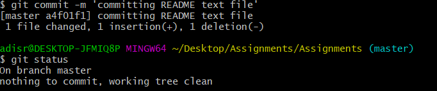 $ git commit -m 'committing README text file'
[master a4f01f1] committing README text file
 1 file changed, 1 insertion(+), 1 deletion(-)
adisr@DESKTOP-JFMIQ8P MINGW64 ~/Desktop/Assignments/Assignments (master)
$ git status
On branch master
nothing to commit, working tree clean